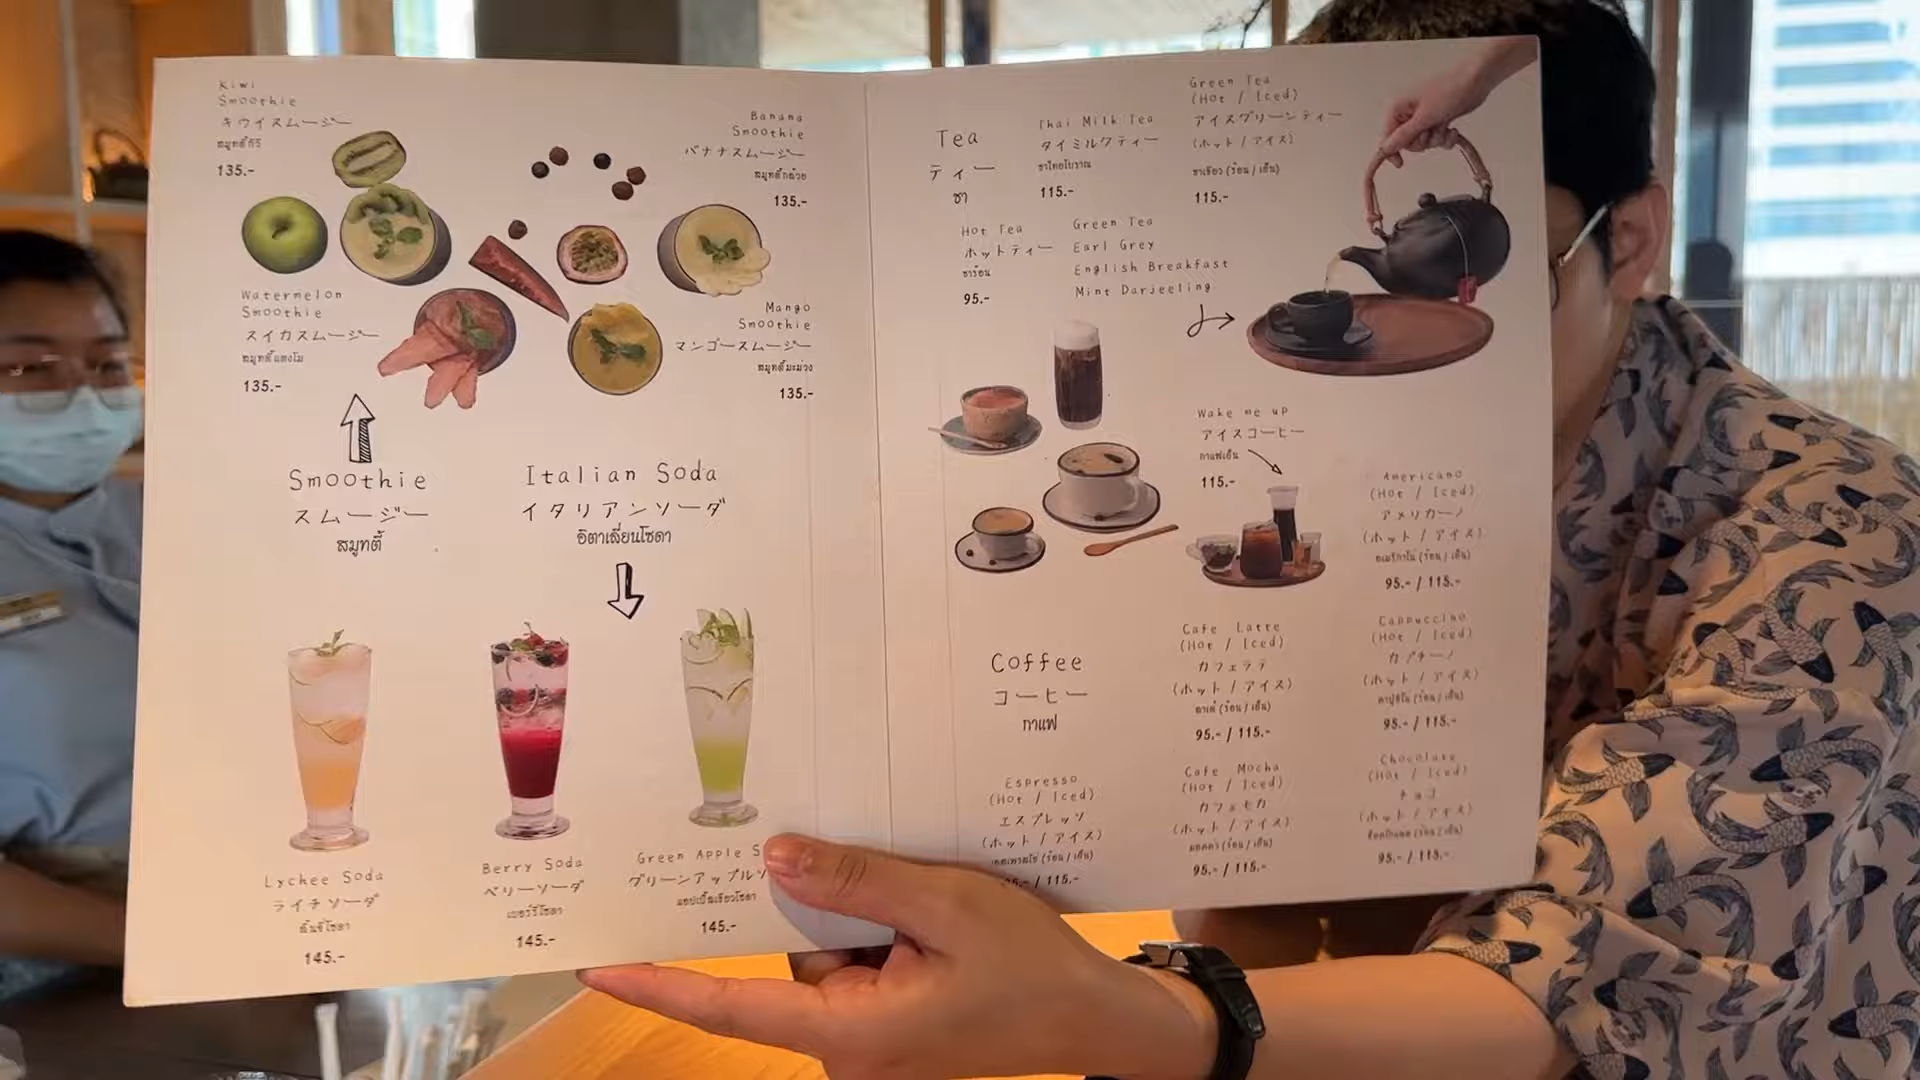 Kiwi
Smoothie
キウイスムージー
สมูทตี้กีวี
135.-
Banana
Smoothie
バナナスムージー
สมูทตี้กล้วย
135.-
Watermelon
Smoothie
スイカスムージー
สมูทตี้แตงโม
135.-
Mango
Smoothie
マンゴースムージー
สมูทตี้มะม่วง
135.-
Smoothie
スムージー
สมูทตี้
Italian Soda
イタリアンソーダ
อิตาเลี่ยนโซดา
Lychee Soda
ライチソーダ
ลิ้นจี่โซดา
145.-
Berry Soda
ベリーソーダ
เบอร์รี่โซดา
145.-
Green Apple S
グリーンアップルソ
แอปเปิ้ลเขียวโซดา
145.-
Tea
ティー
ชา
Thai Milk Tea
タイミルクティー
ชาไทยโบราณ
115.-
Green Tea
(Hot / Iced)
アイスグリーンティー
(ホット / アイス)
ชาเขียว (ร้อน / เย็น)
115.-
Hot Tea
ホットティー
ชาร้อน
95.-
Green Tea
Earl Grey
English Breakfast
Mint Darjeeling
Wake me up
アイスコーヒー
กาแฟเย็น
115.-
Americano
(Hot / Iced)
アメリカーノ
(ホット / アイス)
อเมริกาโน่ (ร้อน / เย็น)
95.- / 115.-
Coffee
コーヒー
กาแฟ
Cafe Latte
(Hot / Iced)
カフェラテ
(ホット / アイス)
ลาเต้ (ร้อน / เย็น)
95.- / 115.-
Cappuccino
(Hot / Iced)
カプチーノ
(ホット / アイス)
คาปูชิโน (ร้อน / เย็น)
95.- / 115.-
Espresso
(Hot / Iced)
エスプレッソ
(ホット / アイス)
เอสเพรสโซ่ (ร้อน / เย็น)
95.- / 115.-
Cafe Mocha
(Hot / Iced)
カフェモカ
(ホット / アイス)
มอคค่า (ร้อน / เย็น)
95.- / 115.-
Chocolate
(Hot / Iced)
チョコ
(ホット / アイス)
ช็อคโกแลต (ร้อน / เย็น)
95.- / 115.-